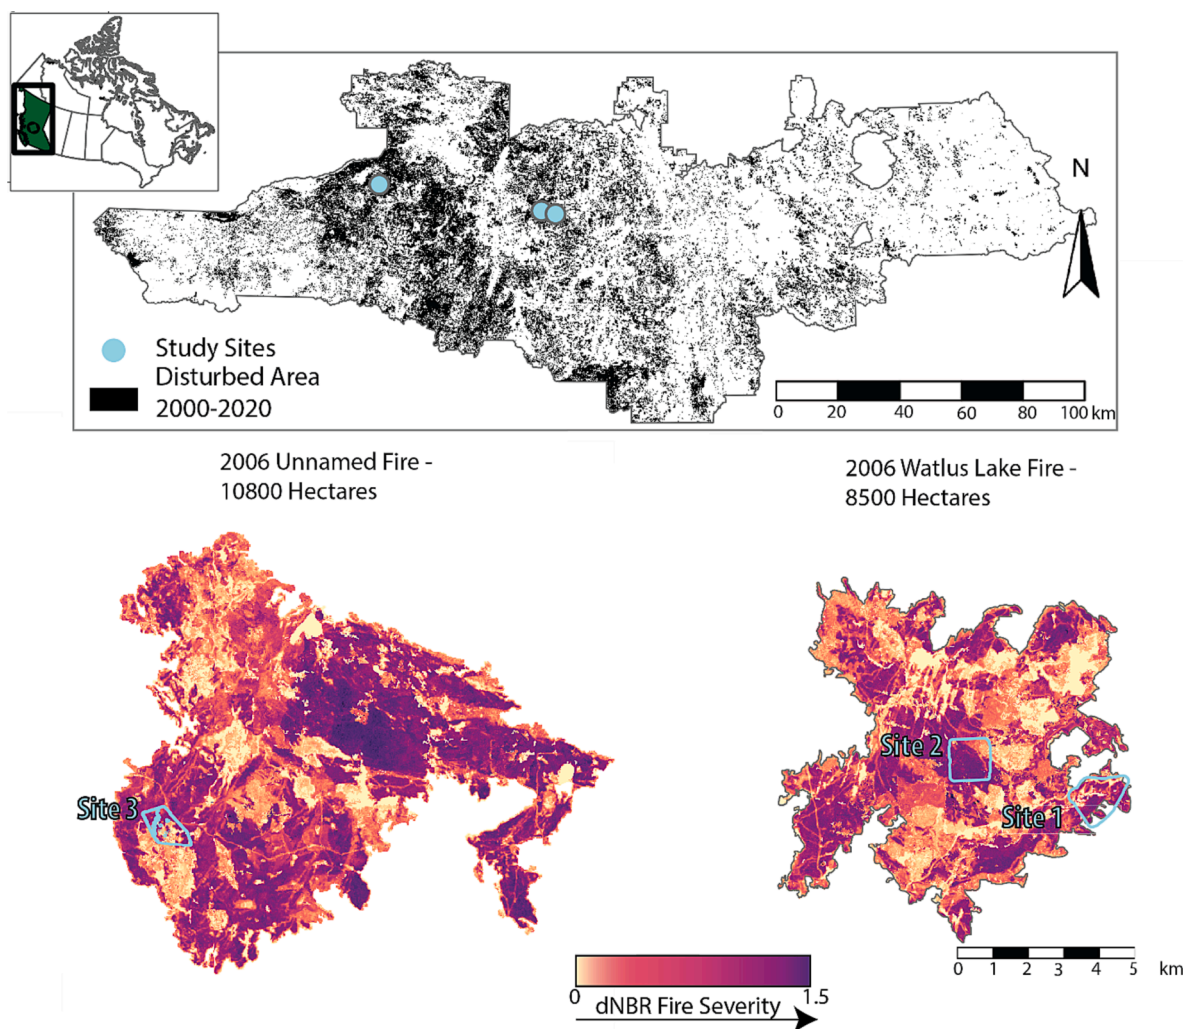 N
Study Sites
Disturbed Area
2000-2020
0 20 40 60 80 100 km
2006 Unnamed Fire -
10800 Hectares
2006 Watlus Lake Fire -
8500 Hectares
Site 2
Site 3
Site 1
0 1 2 3 4 5 km
0 1.5
dNBR Fire Severity